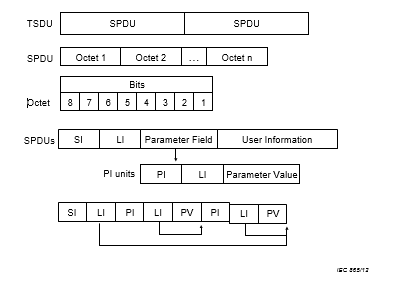 TSDU SPDU SPDU
SPDU Octet 1 Octet 2 ... Octet n
Bits
Octet 8 7 6 5 4 3 2 1
SPDUs SI LI Parameter Field User Information
PI units PI LI Parameter Value
SI LI PI LI PV PI LI PV
IEC 865/12